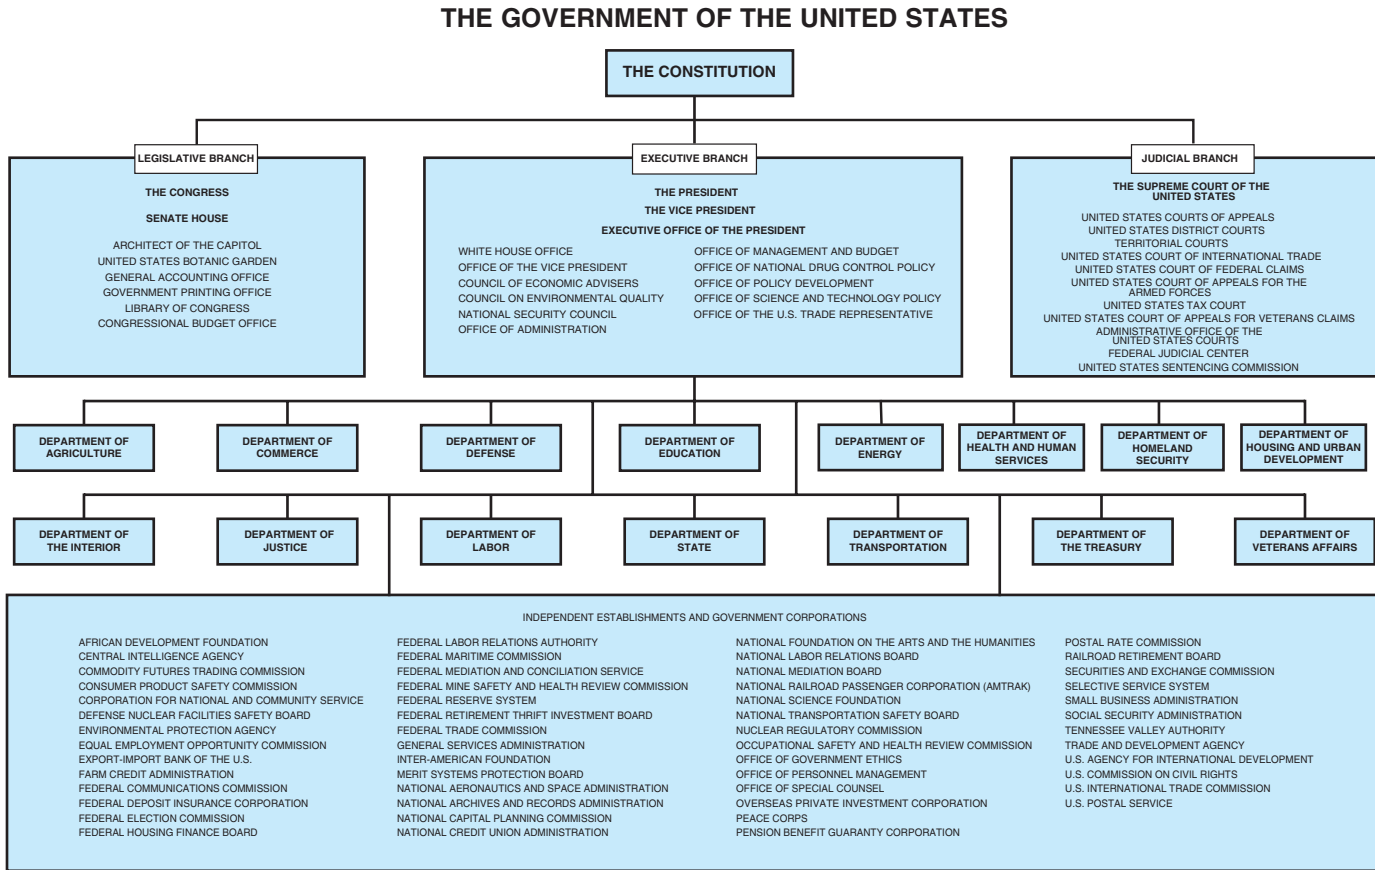 THE GOVERNMENT OF THE UNITED STATES
THE CONSTITUTION
LEGISLATIVE BRANCH
THE CONGRESS
SENATE HOUSE
ARCHITECT OF THE CAPITOL
UNITED STATES BOTANIC GARDEN
GENERAL ACCOUNTING OFFICE
GOVERNMENT PRINTING OFFICE
LIBRARY OF CONGRESS
CONGRESSIONAL BUDGET OFFICE
EXECUTIVE BRANCH
THE PRESIDENT
THE VICE PRESIDENT
EXECUTIVE OFFICE OF THE PRESIDENT
WHITE HOUSE OFFICE
OFFICE OF THE VICE PRESIDENT
COUNCIL OF ECONOMIC ADVISERS
COUNCIL ON ENVIRONMENTAL QUALITY
NATIONAL SECURITY COUNCIL
OFFICE OF ADMINISTRATION
OFFICE OF MANAGEMENT AND BUDGET
OFFICE OF NATIONAL DRUG CONTROL POLICY
OFFICE OF POLICY DEVELOPMENT
OFFICE OF SCIENCE AND TECHNOLOGY POLICY
OFFICE OF THE U.S. TRADE REPRESENTATIVE
JUDICIAL BRANCH
THE SUPREME COURT OF THE
UNITED STATES
UNITED STATES COURTS OF APPEALS
UNITED STATES DISTRICT COURTS
TERRITORIAL COURTS
UNITED STATES COURT OF INTERNATIONAL TRADE
UNITED STATES COURT OF FEDERAL CLAIMS
UNITED STATES COURT OF APPEALS FOR THE
ARMED FORCES
UNITED STATES TAX COURT
UNITED STATES COURT OF APPEALS FOR VETERANS CLAIMS
ADMINISTRATIVE OFFICE OF THE
UNITED STATES COURTS
FEDERAL JUDICIAL CENTER
UNITED STATES SENTENCING COMMISSION
DEPARTMENT OF
AGRICULTURE
DEPARTMENT OF
COMMERCE
DEPARTMENT OF
DEFENSE
DEPARTMENT OF
EDUCATION
DEPARTMENT OF
ENERGY
DEPARTMENT OF
HEALTH AND HUMAN
SERVICES
DEPARTMENT OF
HOMELAND
SECURITY
DEPARTMENT OF
HOUSING AND URBAN
DEVELOPMENT
DEPARTMENT OF
THE INTERIOR
DEPARTMENT OF
JUSTICE
DEPARTMENT OF
LABOR
DEPARTMENT OF
STATE
DEPARTMENT OF
TRANSPORTATION
DEPARTMENT OF
THE TREASURY
DEPARTMENT OF
VETERANS AFFAIRS
INDEPENDENT ESTABLISHMENTS AND GOVERNMENT CORPORATIONS
AFRICAN DEVELOPMENT FOUNDATION
CENTRAL INTELLIGENCE AGENCY
COMMODITY FUTURES TRADING COMMISSION
CONSUMER PRODUCT SAFETY COMMISSION
CORPORATION FOR NATIONAL AND COMMUNITY SERVICE
DEFENSE NUCLEAR FACILITIES SAFETY BOARD
ENVIRONMENTAL PROTECTION AGENCY
EQUAL EMPLOYMENT OPPORTUNITY COMMISSION
EXPORT-IMPORT BANK OF THE U.S.
FARM CREDIT ADMINISTRATION
FEDERAL COMMUNICATIONS COMMISSION
FEDERAL DEPOSIT INSURANCE CORPORATION
FEDERAL ELECTION COMMISSION
FEDERAL HOUSING FINANCE BOARD
FEDERAL LABOR RELATIONS AUTHORITY
FEDERAL MARITIME COMMISSION
FEDERAL MEDIATION AND CONCILIATION SERVICE
FEDERAL MINE SAFETY AND HEALTH REVIEW COMMISSION
FEDERAL RESERVE SYSTEM
FEDERAL RETIREMENT THRIFT INVESTMENT BOARD
FEDERAL TRADE COMMISSION
GENERAL SERVICES ADMINISTRATION
INTER-AMERICAN FOUNDATION
MERIT SYSTEMS PROTECTION BOARD
NATIONAL AERONAUTICS AND SPACE ADMINISTRATION
NATIONAL ARCHIVES AND RECORDS ADMINISTRATION
NATIONAL CAPITAL PLANNING COMMISSION
NATIONAL CREDIT UNION ADMINISTRATION
NATIONAL FOUNDATION ON THE ARTS AND THE HUMANITIES
NATIONAL LABOR RELATIONS BOARD
NATIONAL MEDIATION BOARD
NATIONAL RAILROAD PASSENGER CORPORATION (AMTRAK)
NATIONAL SCIENCE FOUNDATION
NATIONAL TRANSPORTATION SAFETY BOARD
NUCLEAR REGULATORY COMMISSION
OCCUPATIONAL SAFETY AND HEALTH REVIEW COMMISSION
OFFICE OF GOVERNMENT ETHICS
OFFICE OF PERSONNEL MANAGEMENT
OFFICE OF SPECIAL COUNSEL
OVERSEAS PRIVATE INVESTMENT CORPORATION
PEACE CORPS
PENSION BENEFIT GUARANTY CORPORATION
POSTAL RATE COMMISSION
RAILROAD RETIREMENT BOARD
SECURITIES AND EXCHANGE COMMISSION
SELECTIVE SERVICE SYSTEM
SMALL BUSINESS ADMINISTRATION
SOCIAL SECURITY ADMINISTRATION
TENNESSEE VALLEY AUTHORITY
TRADE AND DEVELOPMENT AGENCY
U.S. AGENCY FOR INTERNATIONAL DEVELOPMENT
U.S. COMMISSION ON CIVIL RIGHTS
U.S. INTERNATIONAL TRADE COMMISSION
U.S. POSTAL SERVICE